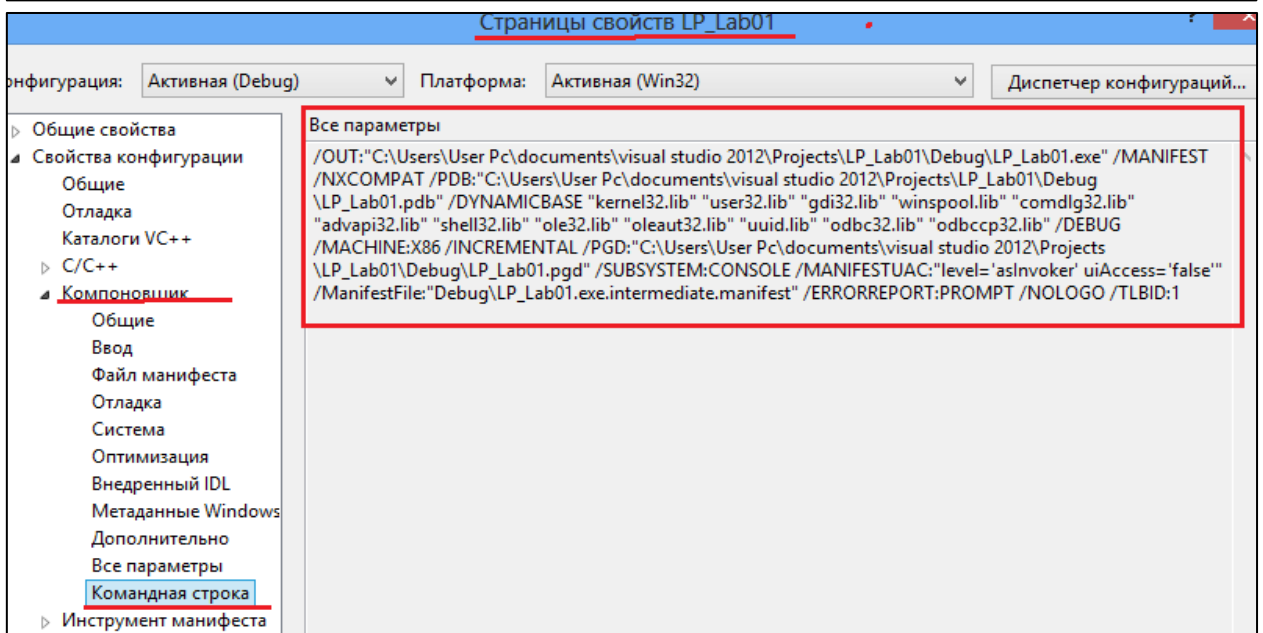 Страницы свойств LP_Lab01 ?
онфигурация: Активная (Debug) Платформа: Активная (Win32) Диспетчер конфигураций...
Общие свойства
Свойства конфигурации
Общие
Отладка
Каталоги VC++
C/C++
Компоновщик
Общие
Ввод
Файл манифеста
Отладка
Система
Оптимизация
Внедренный IDL
Метаданные Windows
Дополнительно
Все параметры
Командная строка
Инструмент манифеста
Все параметры
/OUT:"C:\Users\User Pc\documents\visual studio 2012\Projects\LP_Lab01\Debug\LP_Lab01.exe" /MANIFEST
/NXCOMPAT /PDB:"C:\Users\User Pc\documents\visual studio 2012\Projects\LP_Lab01\Debug
\LP_Lab01.pdb" /DYNAMICBASE "kernel32.lib" "user32.lib" "gdi32.lib" "winspool.lib" "comdlg32.lib"
"advapi32.lib" "shell32.lib" "ole32.lib" "oleaut32.lib" "uuid.lib" "odbc32.lib" "odbccp32.lib" /DEBUG
/MACHINE:X86 /INCREMENTAL /PGD:"C:\Users\User Pc\documents\visual studio 2012\Projects
\LP_Lab01\Debug\LP_Lab01.pgd" /SUBSYSTEM:CONSOLE /MANIFESTUAC:"level='asInvoker' uiAccess='false'"
/ManifestFile:"Debug\LP_Lab01.exe.intermediate.manifest" /ERRORREPORT:PROMPT /NOLOGO /TLBID:1